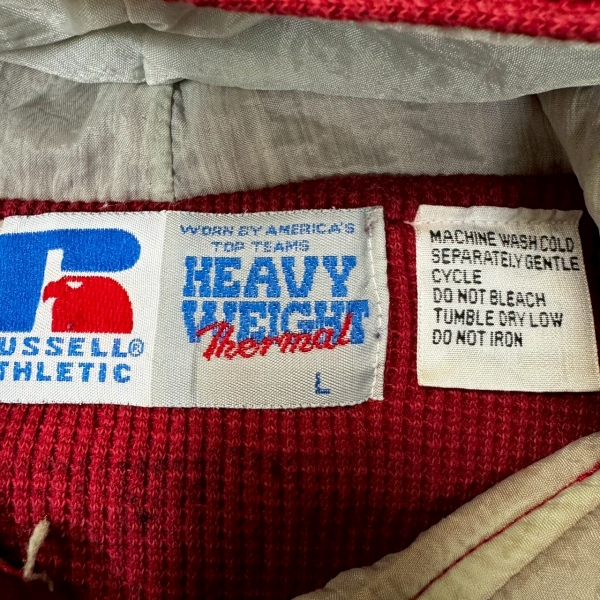 USSELL®
THLETIC
WORN BY AMERICA'S
TOP TEAMS
HEAVY
WEIGHT
Thermal
L
MACHINE WASH COLD
SEPARATELY GENTLE
CYCLE
DO NOT BLEACH
TUMBLE DRY LOW
DO NOT IRON